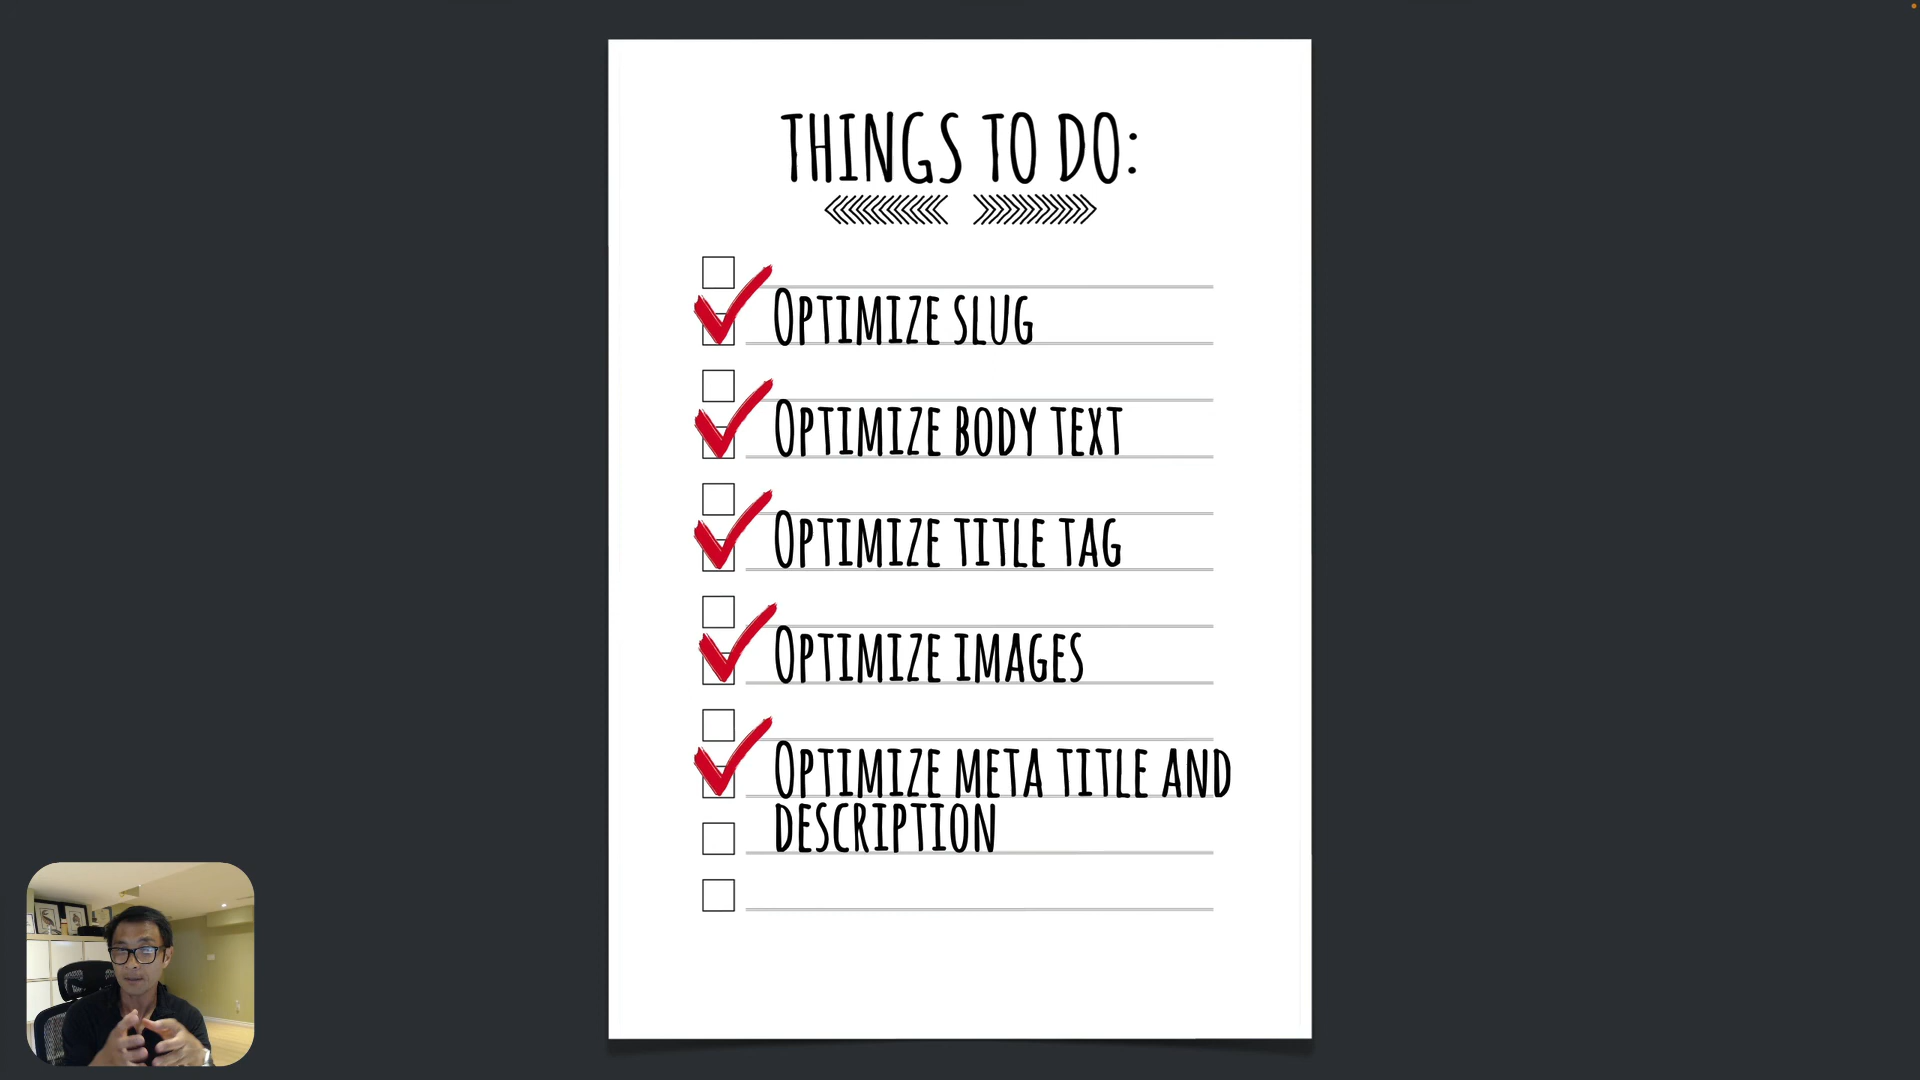 THINGS TO DO:
OPTIMIZE SLUG
OPTIMIZE BODY TEXT
OPTIMIZE TITLE TAG
OPTIMIZE IMAGES
OPTIMIZE META TITLE AND
DESCRIPTION